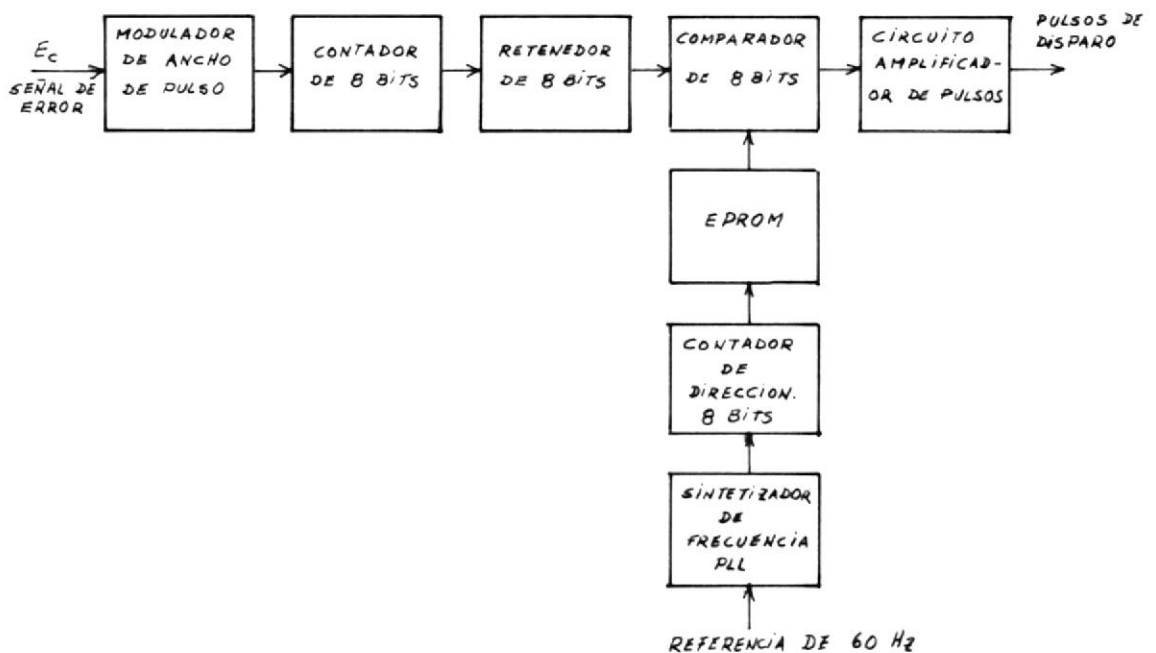 Ec
SEÑAL DE
ERROR
MODULADOR
DE ANCHO
DE PULSO
CONTADOR
DE 8 BiTS
RETENEDOR
DE 8 BiTS
COMPARADOR
DE 8 BiTS
CiRCUiTO
AMPLiFiCAD-
OR DE PULSOS
PULSOS DE
DiSPARO
EPROM
CONTADOR
DE
DiRECCiON.
8 BiTS
SiNTETiZADOR
DE
FRECUENCiA
PLL
REFERENCiA DE 60 HZ